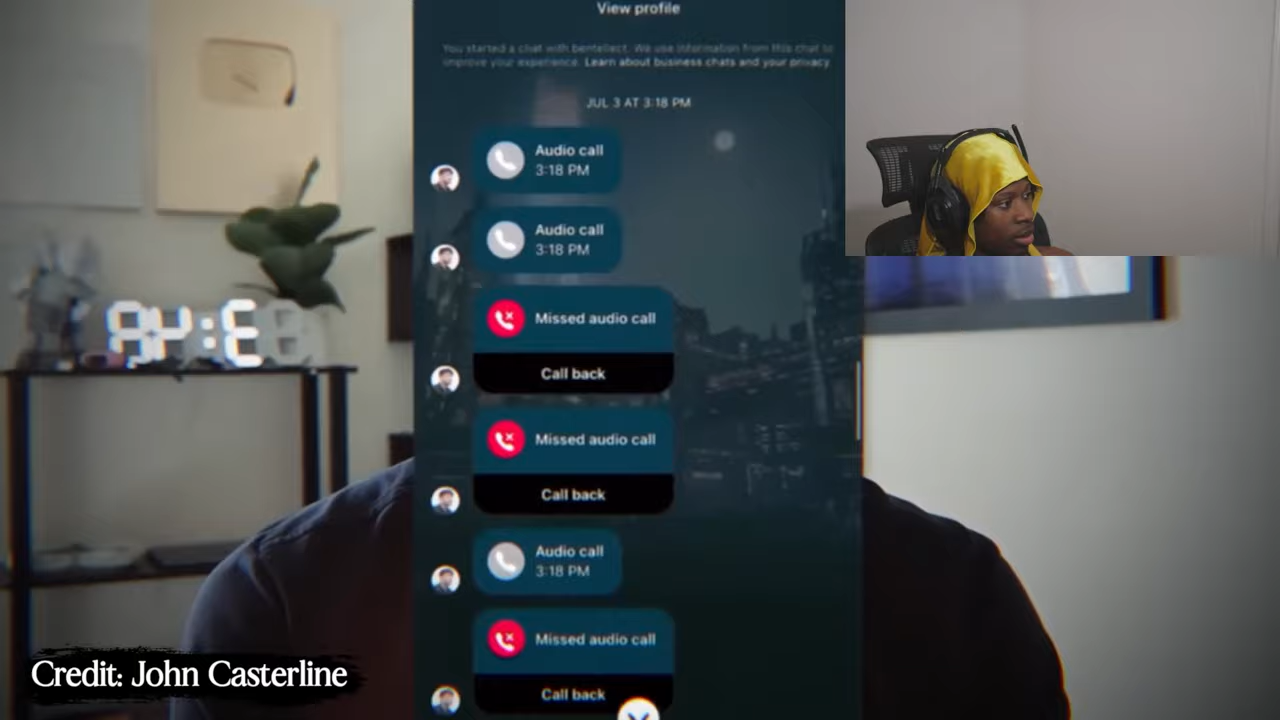 View profile
You started a chat with bentellect. We use information from this chat to
improve your experience. Learn about business chats and your privacy
JUL 3 AT 3:18 PM
Audio call
3:18 PM
Audio call
3:18 PM
Missed audio call
Call back
Missed audio call
Call back
Audio call
3:18 PM
Missed audio call
Call back
Credit: John Casterline